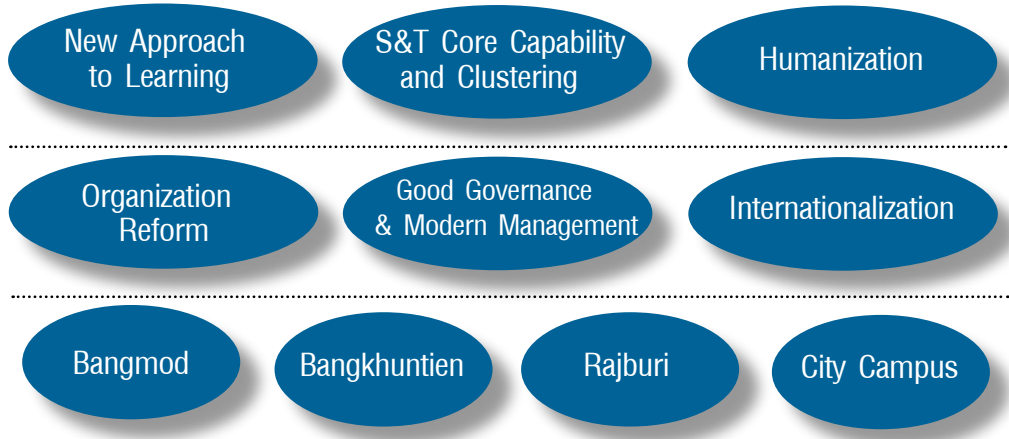 New Approach
to Learning
S&T Core Capability
and Clustering
Humanization
Organization
Reform
Good Governance
& Modern Management
Internationalization
Bangmod
Bangkhuntien
Rajburi
City Campus